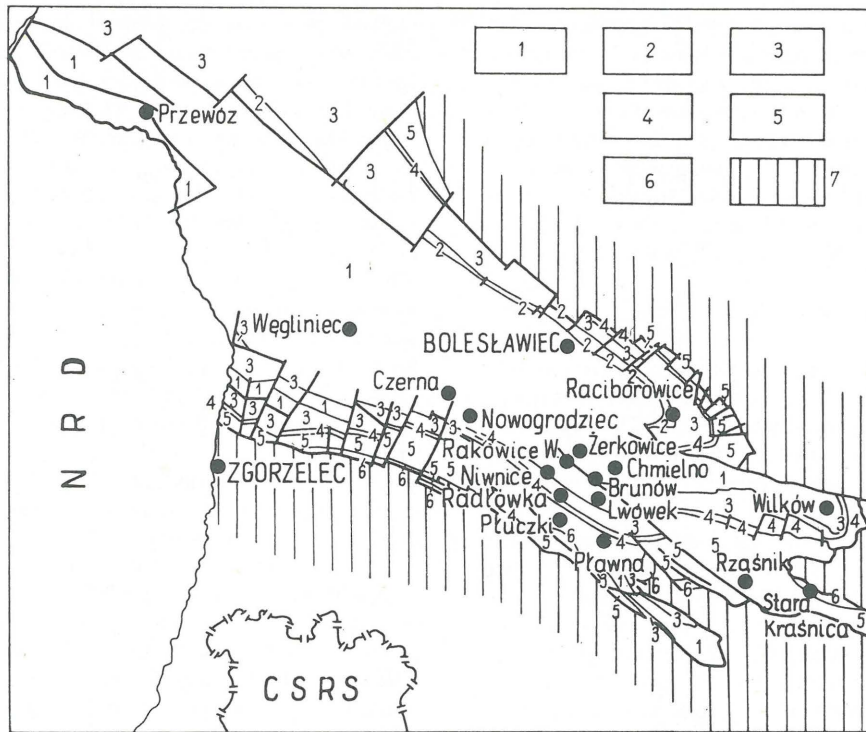 1 2 3
4 5
6 7
Przewóz
Węgliniec
BOLESŁAWIEC
Czerna
Nowogrodziec
Raciborowice
Żerkowice
Rakowice W.
Chmielno
Niwnice
Brunów
Radłówka
Lwówek
Wilków
Płuczki
Pławna
Rząśnik
Stara
Kraśnica
ZGORZELEC
NRD
CSRS